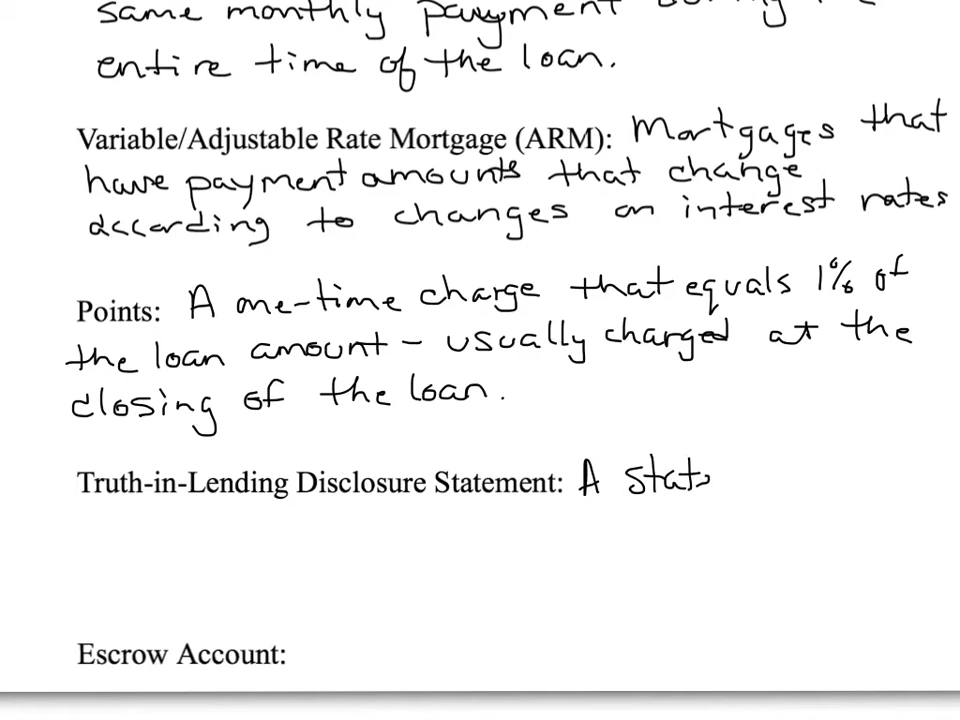 same monthly payment during the
entire time of the loan.
Variable/Adjustable Rate Mortgage (ARM): Mortgages that
have payment amounts that change
according to changes in interest rates
Points: A one-time charge that equals 1% of
the loan amount - usually charged at the
closing of the loan.
Truth-in-Lending Disclosure Statement: A state
Escrow Account: